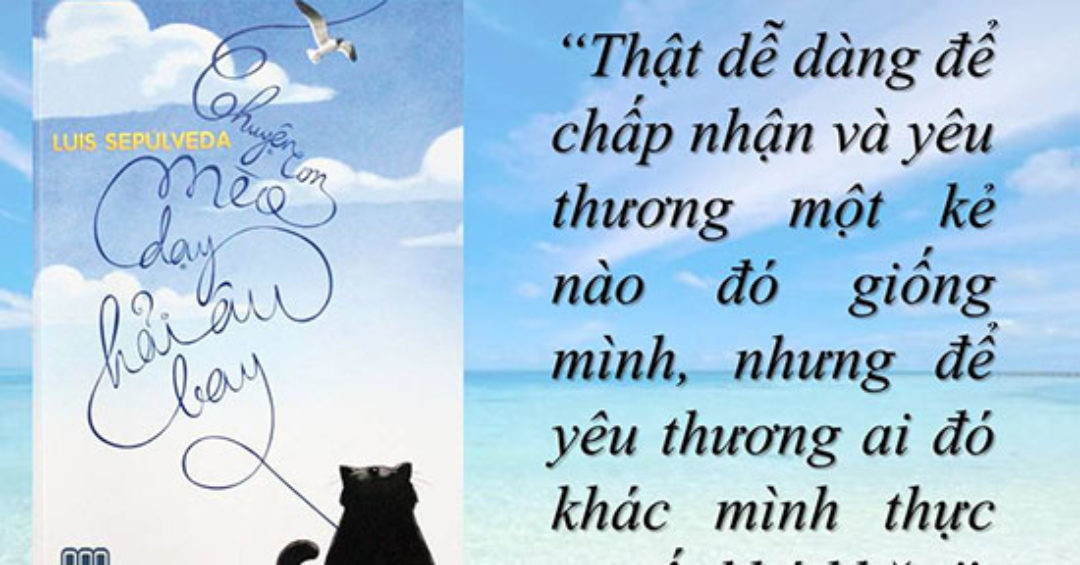 LUIS SEPÚLVEDA
Chuyện con
mèo
dạy
hải âu
bay
“Thật dễ dàng để
chấp nhận và yêu
thương một kẻ
nào đó giống
mình, nhưng để
yêu thương ai đó
khác mình thực